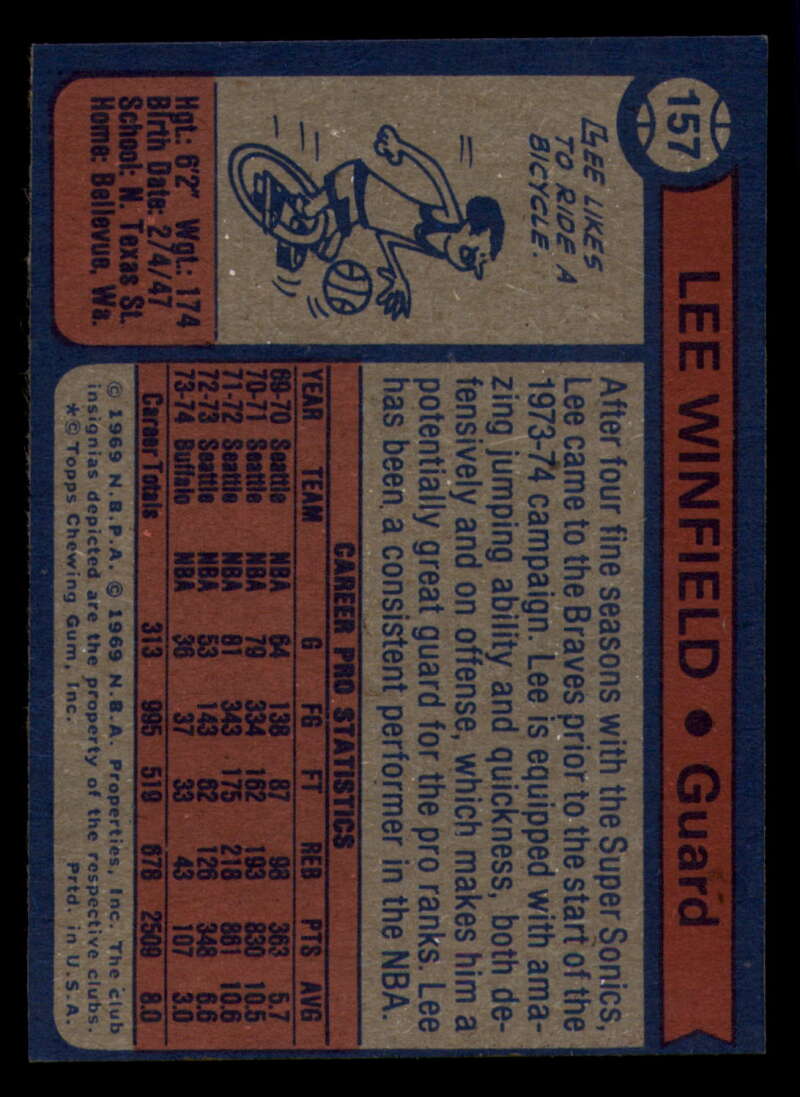 157
LEE WINFIELD • Guard
LEE LIKES
TO RIDE A
BICYCLE.
Hgt.: 6'2" Wgt.: 174
Birth Date: 2/4/47
School: N. Texas St.
Home: Bellevue, Wa.
After four fine seasons with the Super Sonics,
Lee came to the Braves prior to the start of the
1973-74 campaign. Lee is equipped with ama-
zing jumping ability and quickness, both de-
fensively and on offense, which makes him a
potentially great guard for the pro ranks. Lee
has been a consistent performer in the NBA.
CAREER PRO STATISTICS
YEAR TEAM G FG FT REB PTS AVG
69-70 Seattle NBA 64 138 87 98 363 5.7
70-71 Seattle NBA 79 334 162 193 830 10.5
71-72 Seattle NBA 81 343 175 218 861 10.6
72-73 Seattle NBA 53 143 62 126 348 6.6
73-74 Buffalo NBA 36 37 33 43 107 3.0
Career Totals 313 995 519 678 2509 8.0
© 1969 N.B.P.A. © 1969 N.B.A. Properties, Inc. The club
insignias depicted are the property of the respective clubs.
*© Topps Chewing Gum, Inc. Prtd. in U.S.A.